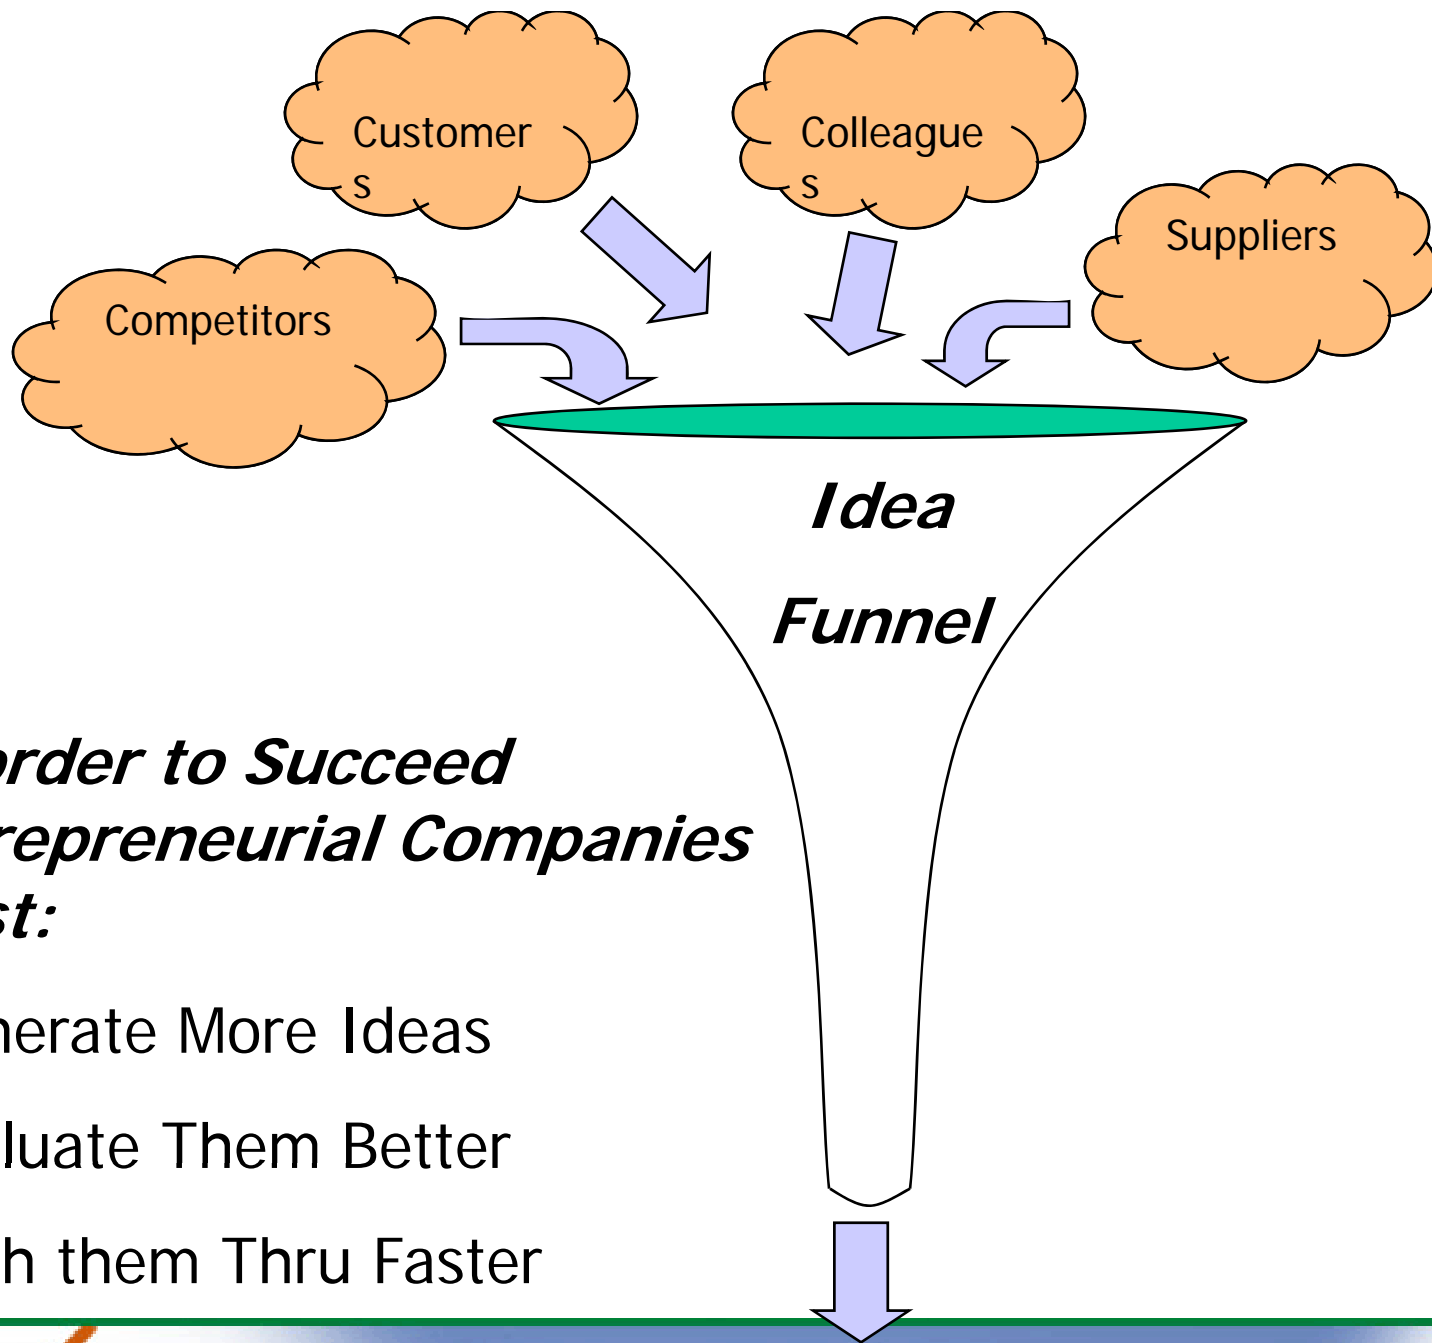 Customer
s
Colleague
s
Suppliers
Competitors
Idea
Funnel
order to Succeed
repreneurial Companies
st:
nerate More Ideas
luate Them Better
h them Thru Faster